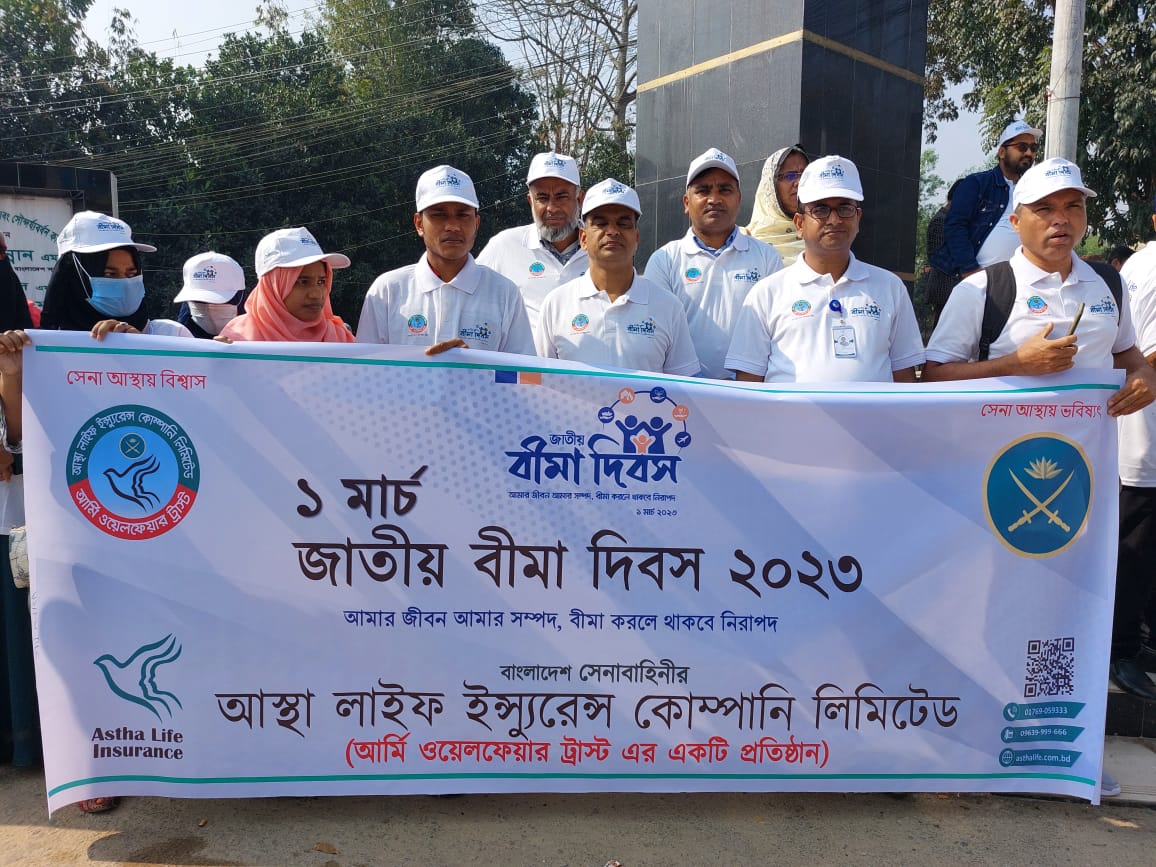 সেনা আস্থায় বিশ্বাস
সেনা আস্থায় ভবিষ্যৎ
আস্থা লাইফ ইন্স্যুরেন্স কোম্পানি লিমিটেড
আর্মি ওয়েলফেয়ার ট্রাস্ট
জাতীয়
বীমা দিবস
আমার জীবন আমার সম্পদ, বীমা করলে থাকবে নিরাপদ
১ মার্চ ২০২৩
১ মার্চ
জাতীয় বীমা দিবস ২০২৩
আমার জীবন আমার সম্পদ, বীমা করলে থাকবে নিরাপদ
বাংলাদেশ সেনাবাহিনীর
আস্থা লাইফ ইন্স্যুরেন্স কোম্পানি লিমিটেড
(আর্মি ওয়েলফেয়ার ট্রাস্ট এর একটি প্রতিষ্ঠান)
Astha Life
Insurance
01769-059333
09639-999-666
asthalife.com.bd